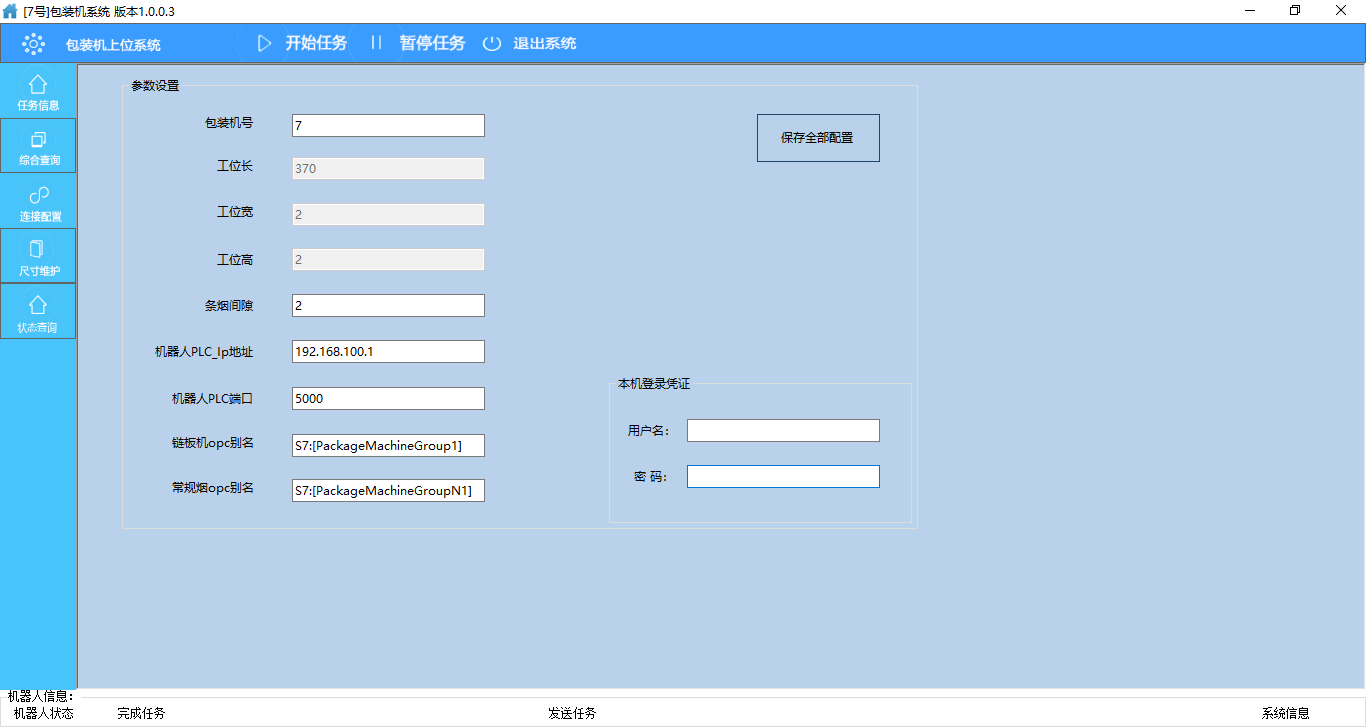 [7号]包装机系统 版本1.0.0.3
包装机上位系统
开始任务
暂停任务
退出系统
任务信息
综合查询
连接配置
尺寸维护
状态查询
参数设置
包装机号
7
保存全部配置
工位长
370
工位宽
2
工位高
2
条烟间隙
2
机器人PLC_Ip地址
192.168.100.1
机器人PLC端口
5000
链板机opc别名
S7:[PackageMachineGroup1]
常规烟opc别名
S7:[PackageMachineGroupN1]
本机登录凭证
用户名：
密 码：
机器人信息：
机器人状态
完成任务
发送任务
系统信息